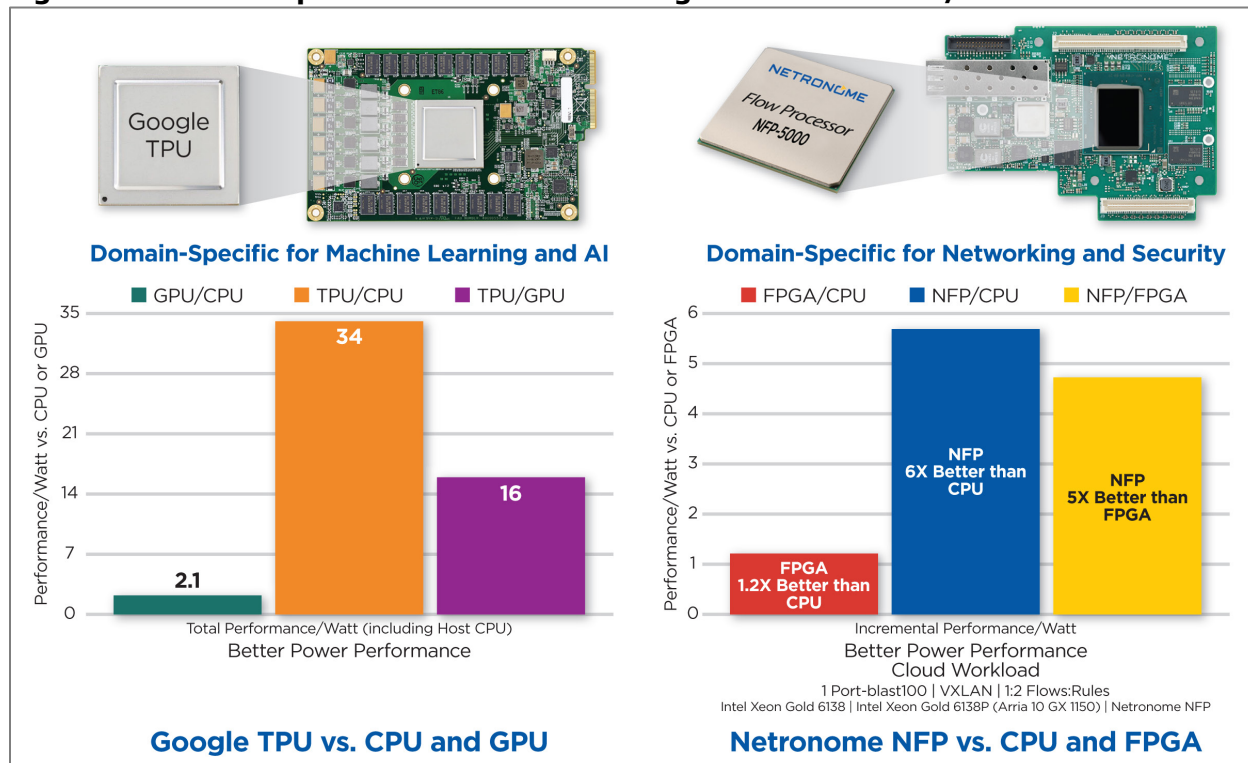 Google
TPU
NETRONOME
Flow Processor
NFP-5000
NETRONOME
Domain-Specific for Machine Learning and AI
GPU/CPU TPU/CPU TPU/GPU
Performance/Watt vs. CPU or GPU
35
28
21
14
7
0
2.1
34
16
Total Performance/Watt (including Host CPU)
Better Power Performance
Google TPU vs. CPU and GPU
Domain-Specific for Networking and Security
FPGA/CPU NFP/CPU NFP/FPGA
Performance/Watt vs. CPU or FPGA
6
5
4
3
2
1
0
FPGA
1.2X Better than
CPU
NFP
6X Better than
CPU
NFP
5X Better than
FPGA
Incremental Performance/Watt
Better Power Performance
Cloud Workload
1 Port-blast100 | VXLAN | 1:2 Flows:Rules
Intel Xeon Gold 6138 | Intel Xeon Gold 6138P (Arria 10 GX 1150) | Netronome NFP
Netronome NFP vs. CPU and FPGA